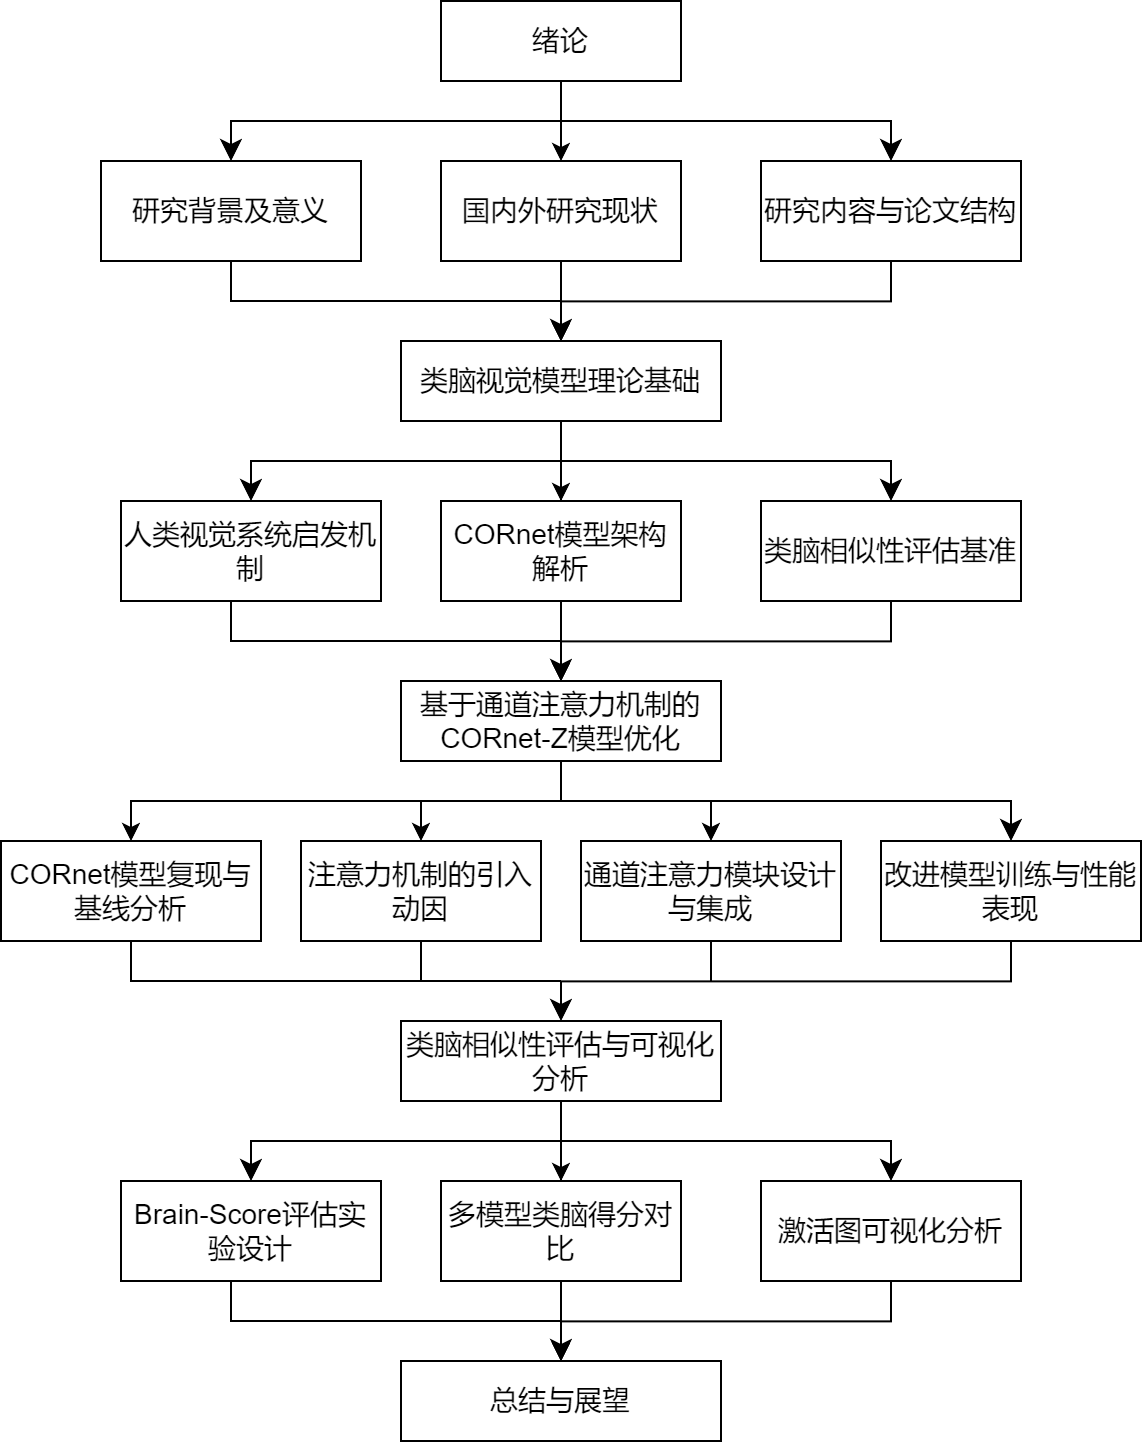 绪论
研究背景及意义
国内外研究现状
研究内容与论文结构
类脑视觉模型理论基础
人类视觉系统启发机
制
CORnet模型架构
解析
类脑相似性评估基准
基于通道注意力机制的
CORnet-Z模型优化
CORnet模型复现与
基线分析
注意力机制的引入
动因
通道注意力模块设计
与集成
改进模型训练与性能
表现
类脑相似性评估与可视化
分析
Brain-Score评估实
验设计
多模型类脑得分对
比
激活图可视化分析
总结与展望